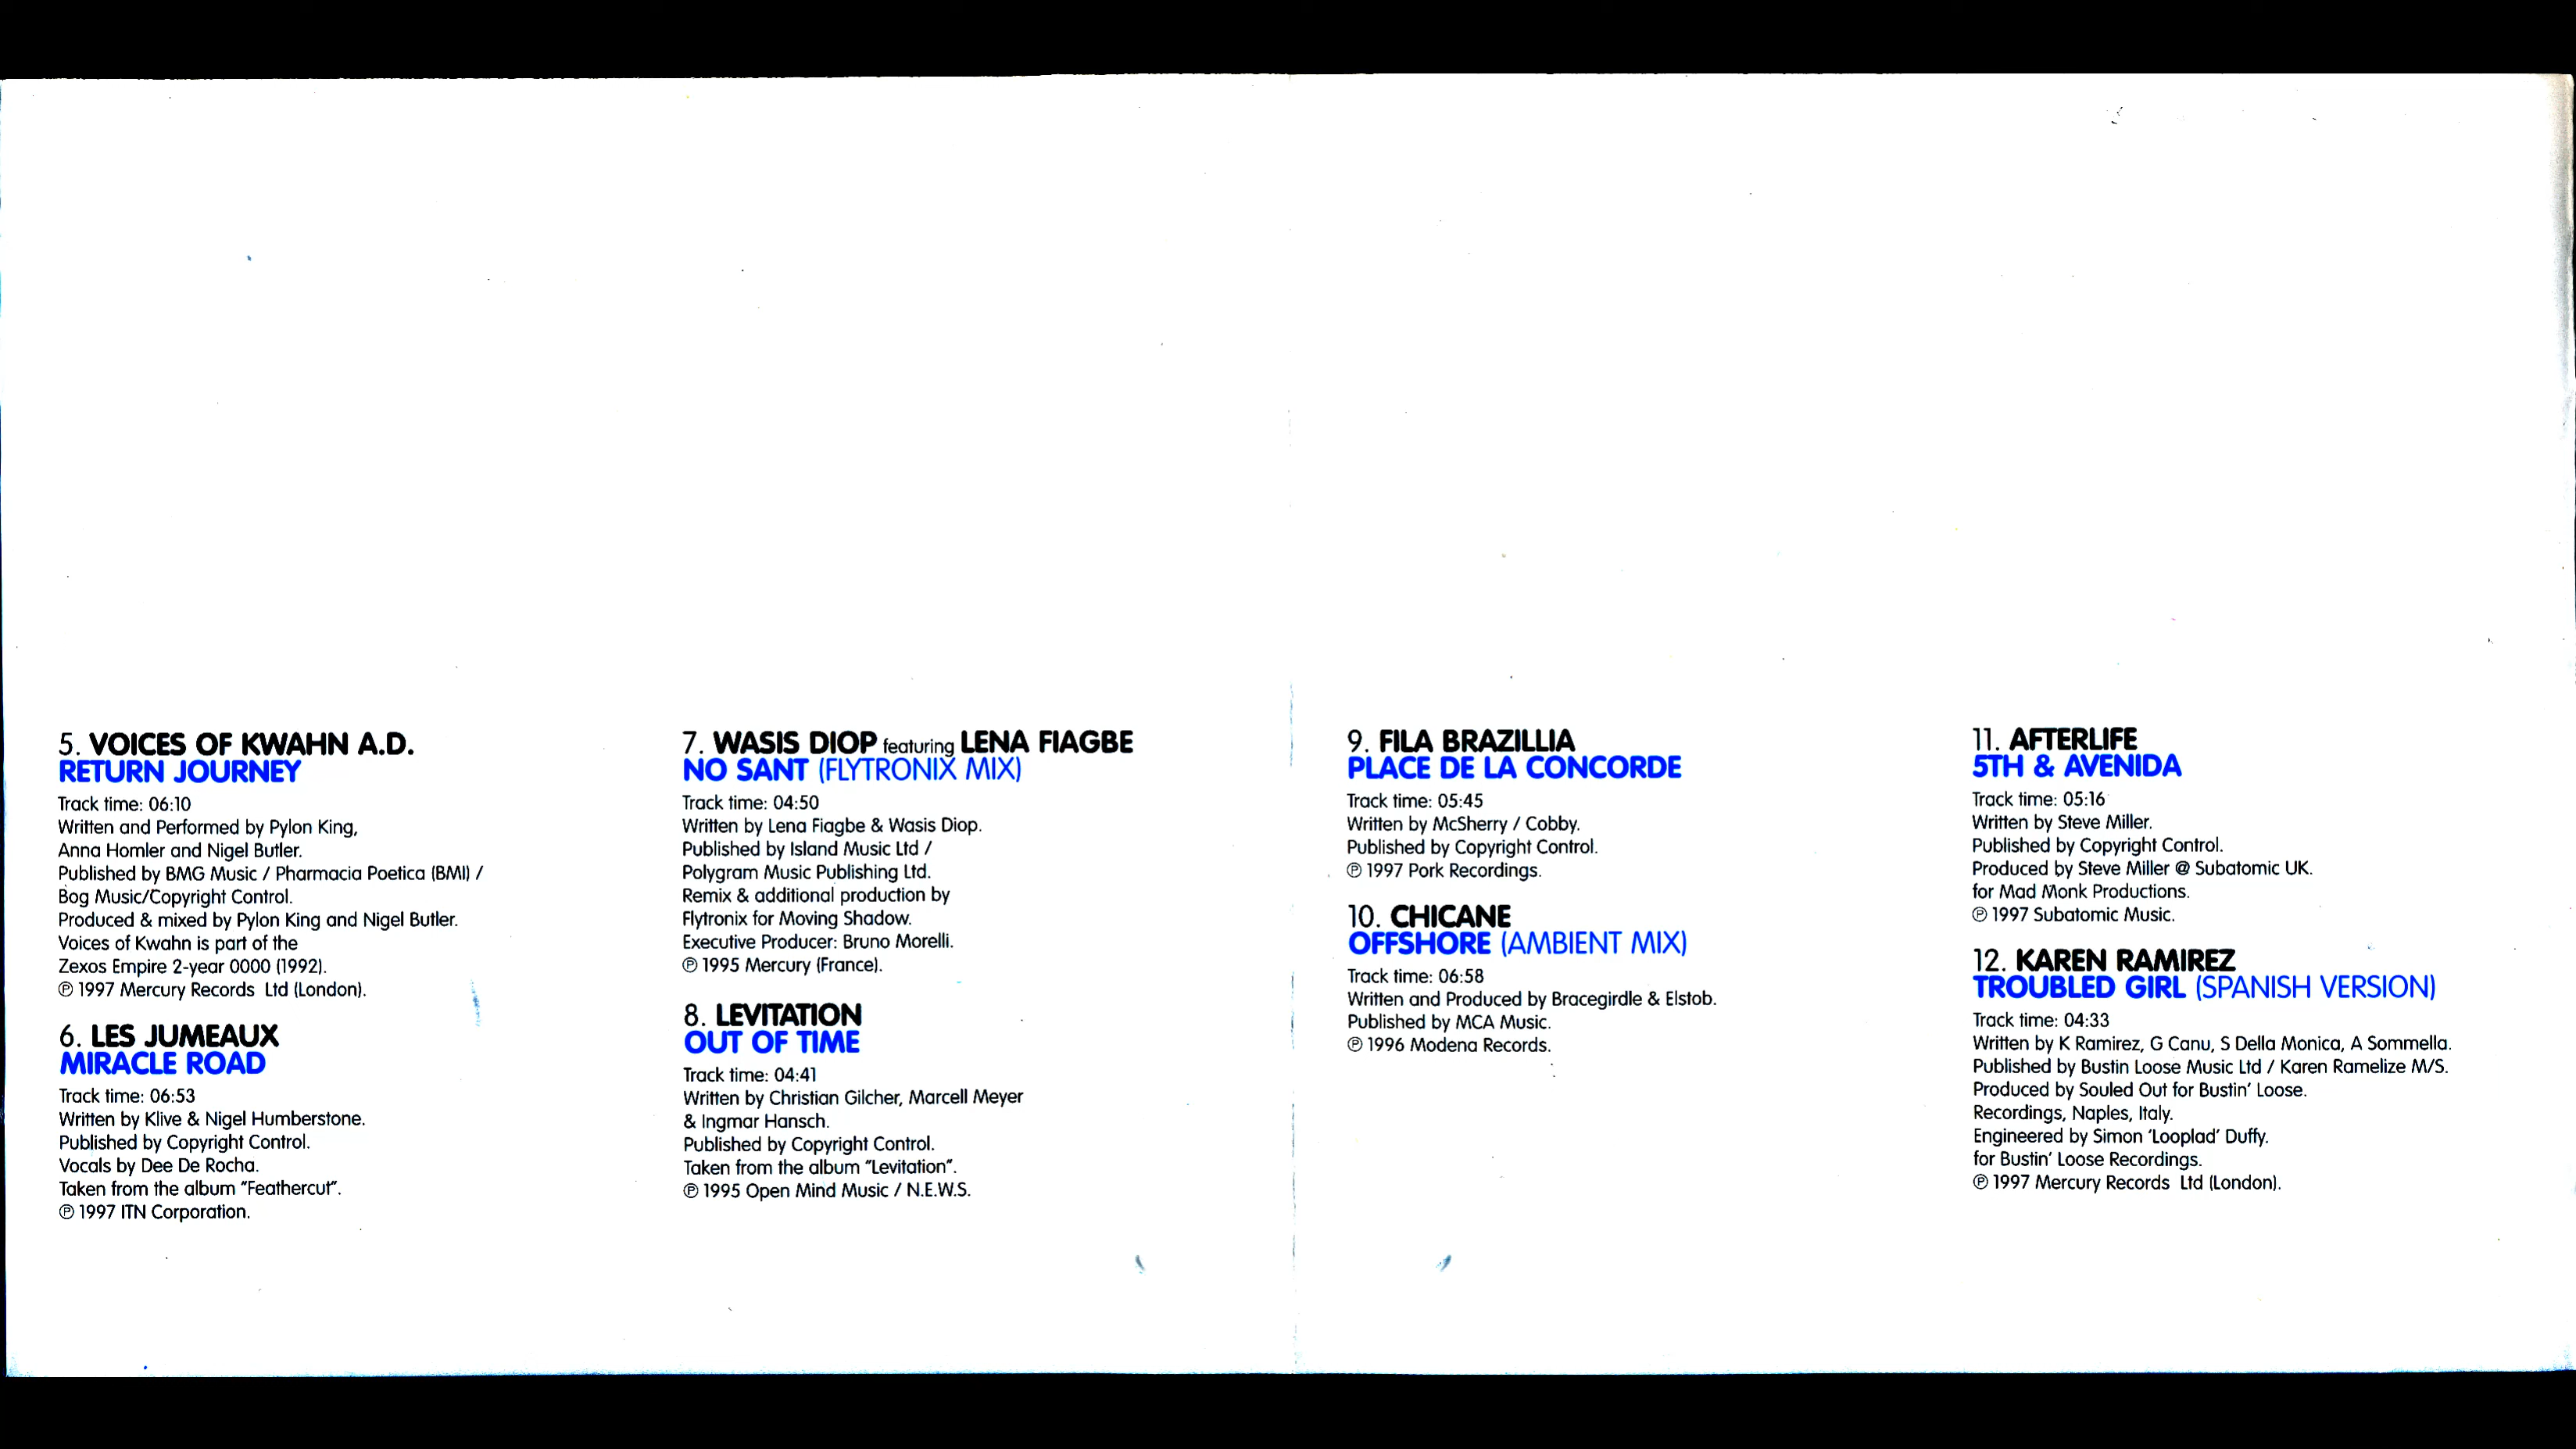 5. VOICES OF KWAHN A.D.
RETURN JOURNEY
Track time: 06:10
Written and Performed by Pylon King,
Anna Homler and Nigel Butler.
Published by BMG Music / Pharmacia Poetica (BMI) /
Bog Music/Copyright Control.
Produced & mixed by Pylon King and Nigel Butler.
Voices of Kwahn is part of the
Zexos Empire 2-year 0000 (1992).
℗ 1997 Mercury Records Ltd (London).
6. LES JUMEAUX
MIRACLE ROAD
Track time: 06:53
Written by Klive & Nigel Humberstone.
Published by Copyright Control.
Vocals by Dee De Rocha.
Taken from the album “Feathercut”.
℗ 1997 ITN Corporation.
7. WASIS DIOP featuring LENA FIAGBE
NO SANT (FLYTRONIX MIX)
Track time: 04:50
Written by Lena Fiagbe & Wasis Diop.
Published by Island Music Ltd /
Polygram Music Publishing Ltd.
Remix & additional production by
Flytronix for Moving Shadow.
Executive Producer: Bruno Morelli.
℗ 1995 Mercury (France).
8. LEVITATION
OUT OF TIME
Track time: 04:41
Written by Christian Gilcher, Marcell Meyer
& Ingmar Hansch.
Published by Copyright Control.
Taken from the album “Levitation”.
℗ 1995 Open Mind Music / N.E.W.S.
9. FILA BRAZILLIA
PLACE DE LA CONCORDE
Track time: 05:45
Written by McSherry / Cobby.
Published by Copyright Control.
℗ 1997 Pork Recordings.
10. CHICANE
OFFSHORE (AMBIENT MIX)
Track time: 06:58
Written and Produced by Bracegirdle & Elstob.
Published by MCA Music.
℗ 1996 Modena Records.
11. AFTERLIFE
5TH & AVENIDA
Track time: 05:16
Written by Steve Miller.
Published by Copyright Control.
Produced by Steve Miller @ Subatomic UK.
for Mad Monk Productions.
℗ 1997 Subatomic Music.
12. KAREN RAMIREZ
TROUBLED GIRL (SPANISH VERSION)
Track time: 04:33
Written by K Ramirez, G Canu, S Della Monica, A Sommella.
Published by Bustin Loose Music Ltd / Karen Ramelize M/S.
Produced by Souled Out for Bustin’ Loose.
Recordings, Naples, Italy.
Engineered by Simon ‘Looplad’ Duffy.
for Bustin’ Loose Recordings.
℗ 1997 Mercury Records Ltd (London).